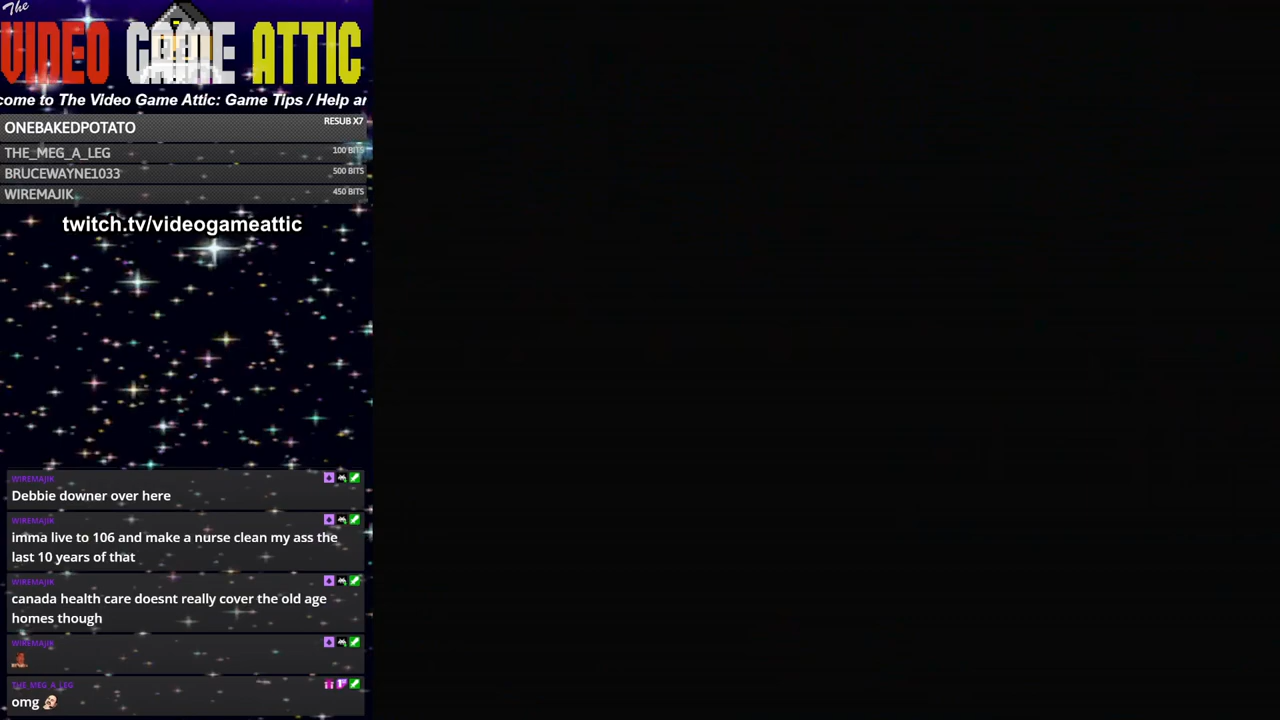 The
VIDEO GAME ATTIC
come to The Video Game Attic: Game Tips / Help an
ONEBAKEDPOTATO RESUB X7
THE_MEG_A_LEG 100 BITS
BRUCEWAYNE1033 500 BITS
WIREMAJIK 450 BITS
twitch.tv/videogameattic
WIREMAJIK
Debbie downer over here
WIREMAJIK
imma live to 106 and make a nurse clean my ass the
last 10 years of that
WIREMAJIK
canada health care doesnt really cover the old age
homes though
WIREMAJIK
THE_MEG_A_LEG
omg